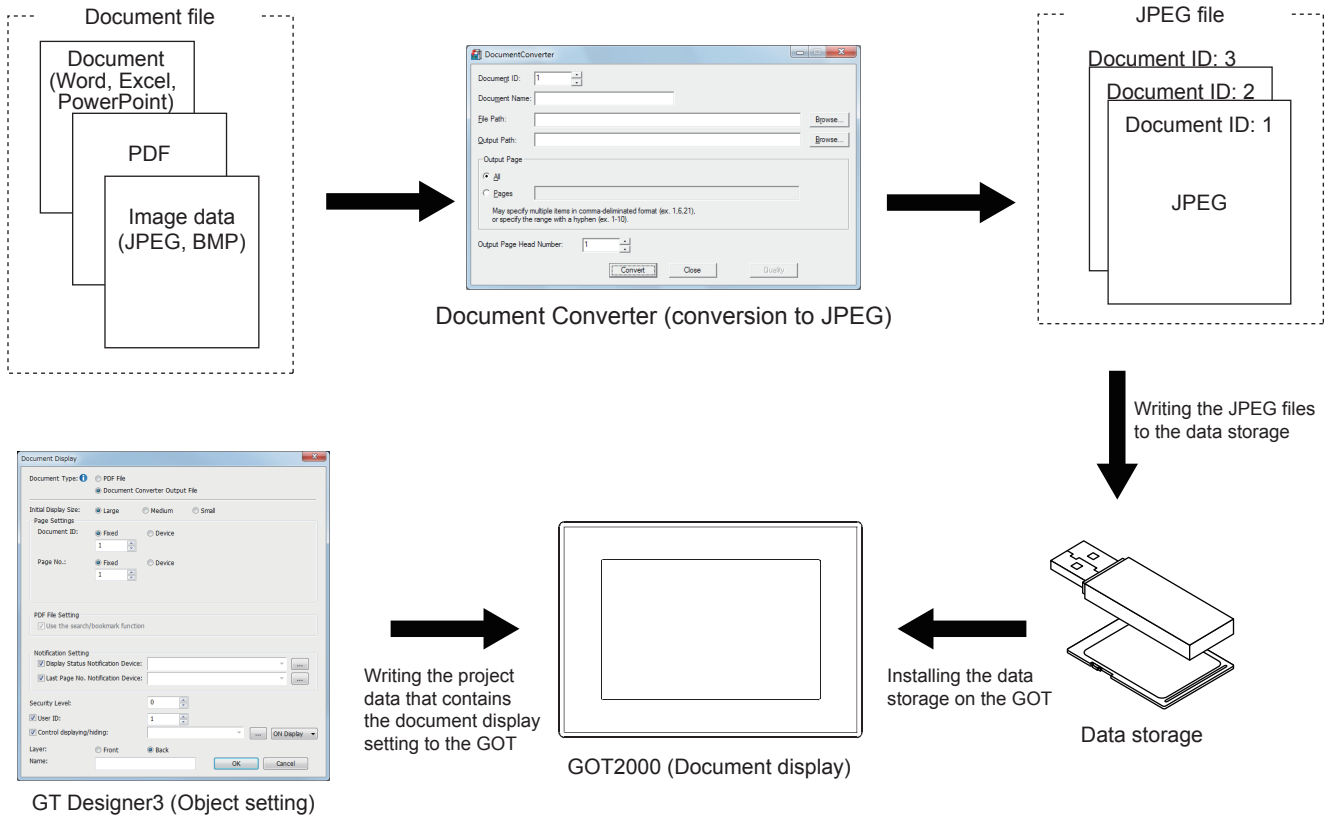 Document file
Document
(Word, Excel,
PowerPoint)
PDF
Image data
(JPEG, BMP)
DocumentConverter
Document ID: 1
Document Name:
File Path: Browse...
Output Path: Browse...
Output Page
All
Pages
May specify multiple items in comma-deliminated format (ex. 1,6,21),
or specify the range with a hyphen (ex. 1-10).
Output Page Head Number: 1
Convert Close Quality
Document Converter (conversion to JPEG)
JPEG file
Document ID: 3
Document ID: 2
Document ID: 1
JPEG
Writing the JPEG files
to the data storage
Document Display
Document Type: PDF File
Document Converter Output File
Initial Display Size: Large Medium Small
Page Settings
Document ID: Fixed Device
1
Page No.: Fixed Device
1
PDF File Setting
Use the search/bookmark function
Notification Setting
Display Status Notification Device: ...
Last Page No. Notification Device: ...
Security Level: 0
User ID: 1
Control displaying/hiding: ... ON Display
Layer: Front Back
Name: OK Cancel
GT Designer3 (Object setting)
Writing the project
data that contains
the document display
setting to the GOT
GOT2000 (Document display)
Installing the data
storage on the GOT
Data storage